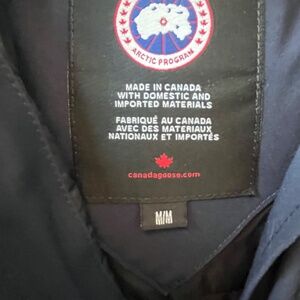 ARCTIC PROGRAM
MADE IN CANADA
WITH DOMESTIC AND
IMPORTED MATERIALS
FABRIQUÉ AU CANADA
AVEC DES MATERIAUX
NATIONAUX ET IMPORTÉS
canadagoose.com
M/M